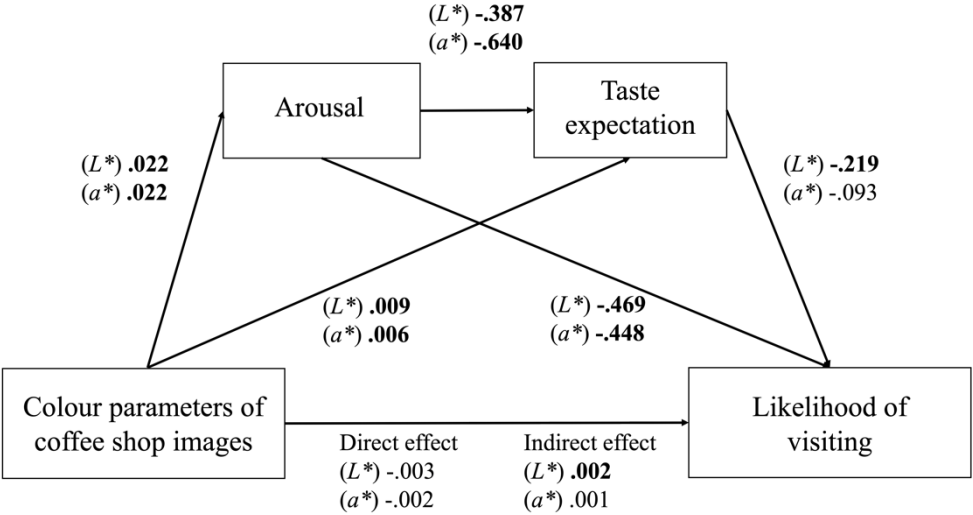 (L*) -.387
(a*) -.640
Arousal
Taste
expectation
(L*) .022
(a*) .022
(L*) -.219
(a*) -.093
(L*) .009
(a*) .006
(L*) -.469
(a*) -.448
Colour parameters of
coffee shop images
Likelihood of
visiting
Direct effect
(L*) -.003
(a*) -.002
Indirect effect
(L*) .002
(a*) .001